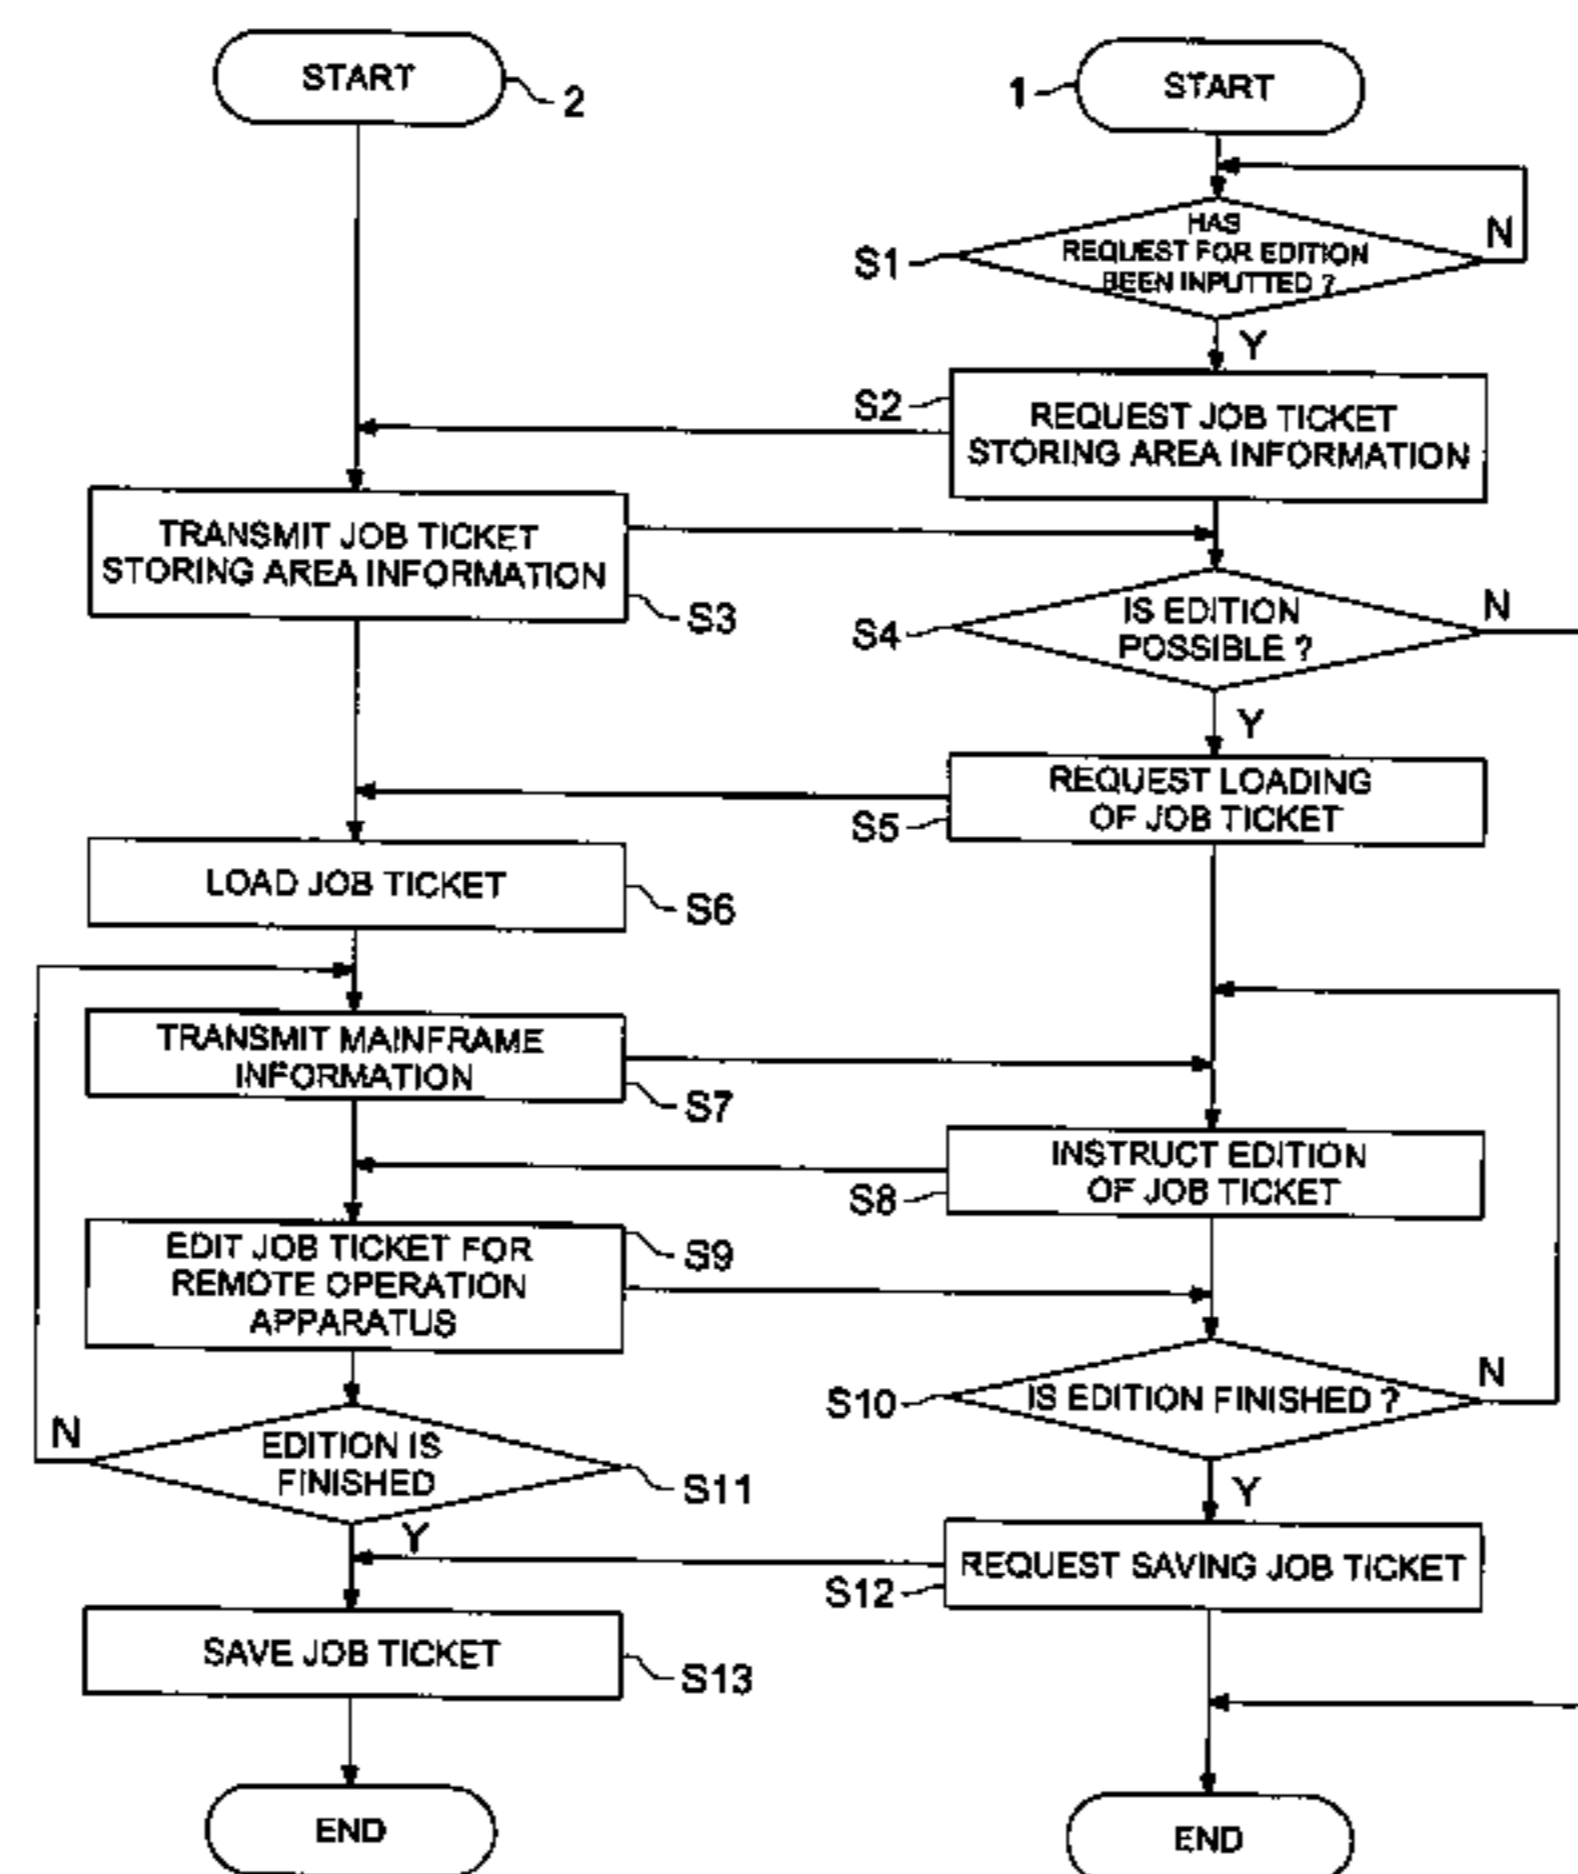 START
2
1
START
S1
HAS
REQUEST FOR EDITION
BEEN INPUTTED ?
N
Y
S2
REQUEST JOB TICKET
STORING AREA INFORMATION
TRANSMIT JOB TICKET
STORING AREA INFORMATION
S3
S4
IS EDITION
POSSIBLE ?
N
Y
REQUEST LOADING
OF JOB TICKET
S5
LOAD JOB TICKET
S6
TRANSMIT MAINFRAME
INFORMATION
S7
INSTRUCT EDITION
OF JOB TICKET
S8
EDIT JOB TICKET FOR
REMOTE OPERATION
APPARATUS
S9
S10
IS EDITION FINISHED ?
N
Y
N
EDITION IS
FINISHED
S11
Y
REQUEST SAVING JOB TICKET
S12
SAVE JOB TICKET
S13
END
END